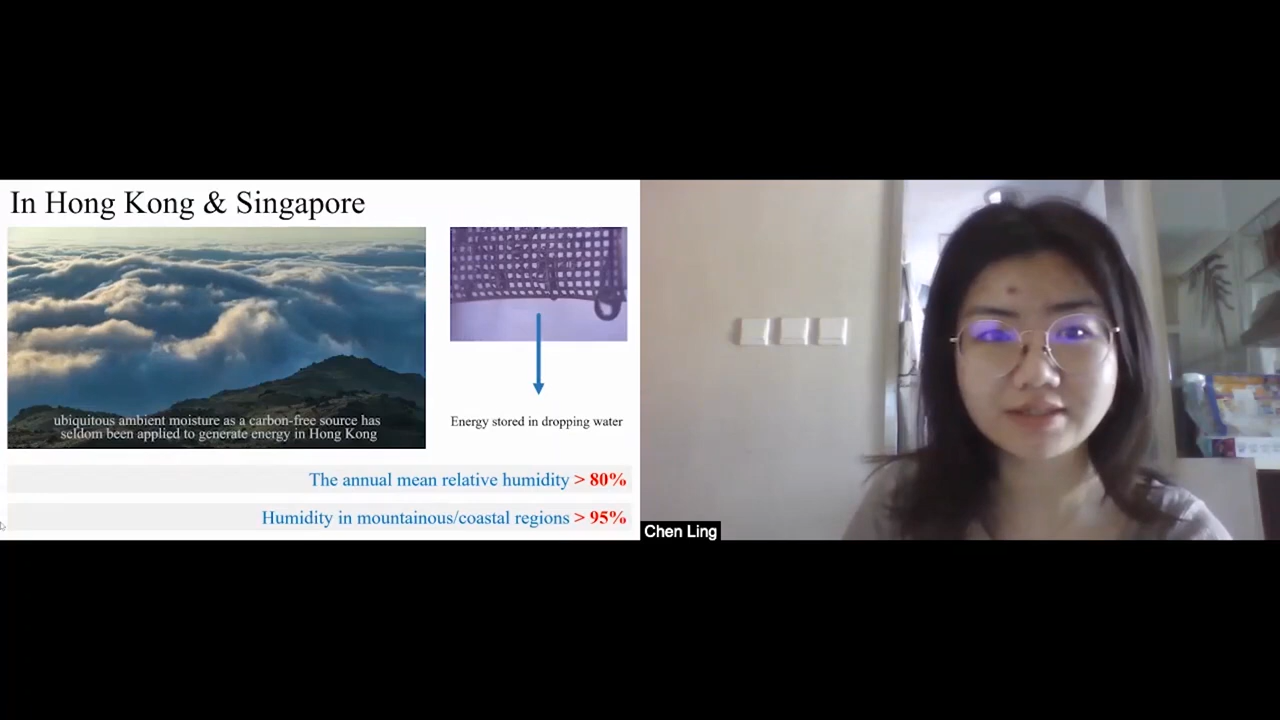 In Hong Kong & Singapore
ubiquitous ambient moisture as a carbon-free source has
seldom been applied to generate energy in Hong Kong
Energy stored in dropping water
The annual mean relative humidity > 80%
Humidity in mountainous/coastal regions > 95%
Chen Ling